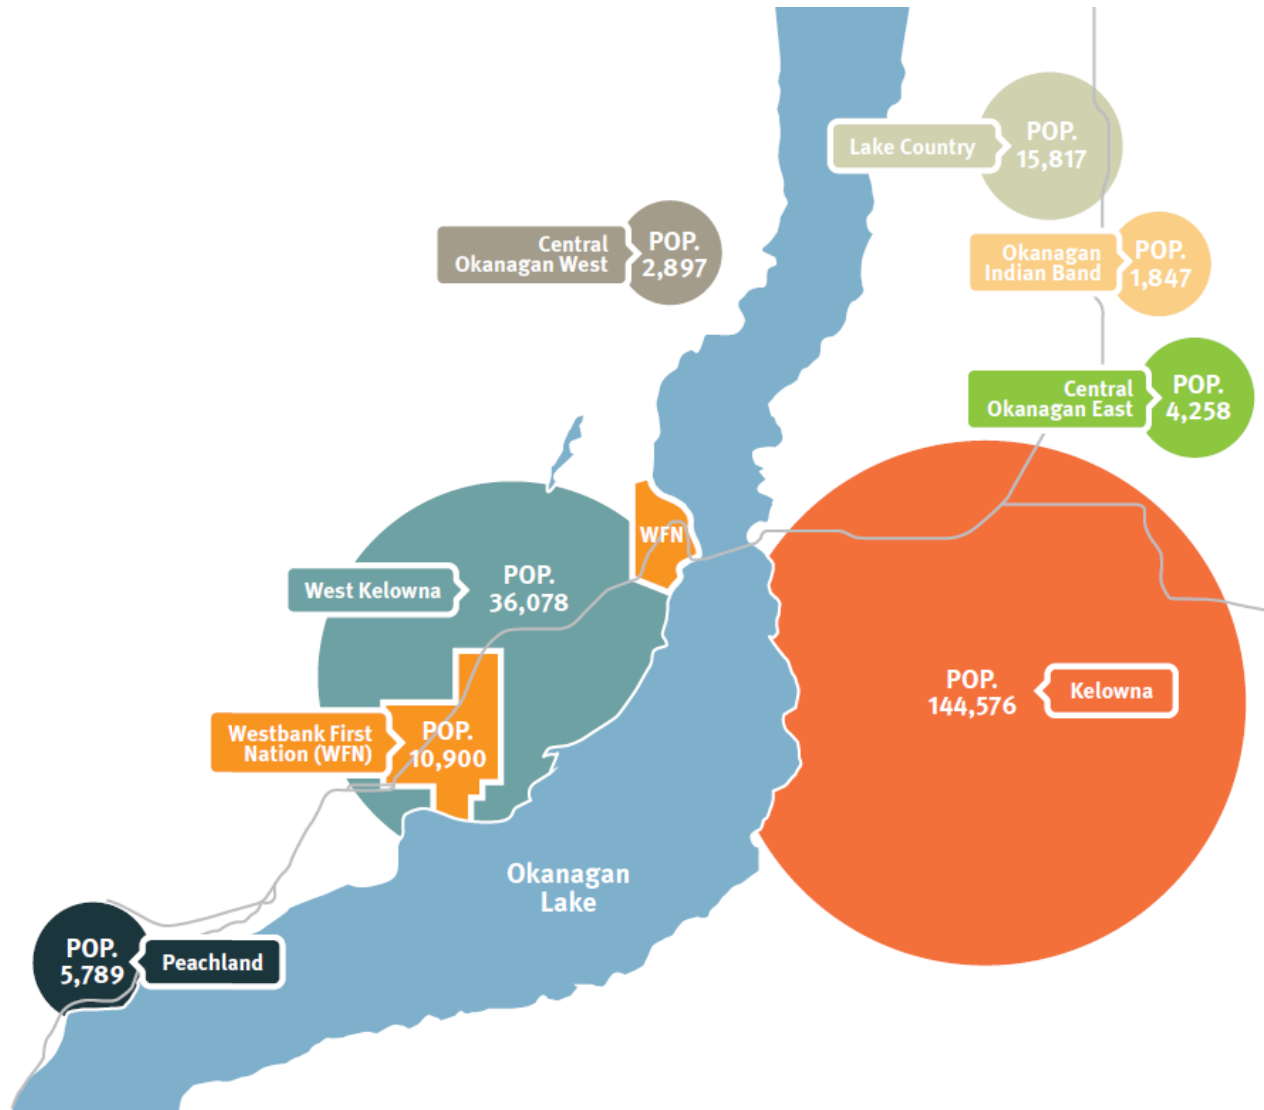 Lake Country
POP.
15,817
Central
Okanagan West
POP.
2,897
Okanagan
Indian Band
POP.
1,847
Central
Okanagan East
POP.
4,258
WFN
West Kelowna
POP.
36,078
POP.
144,576
Kelowna
Westbank First
Nation (WFN)
POP.
10,900
Okanagan
Lake
POP.
5,789
Peachland